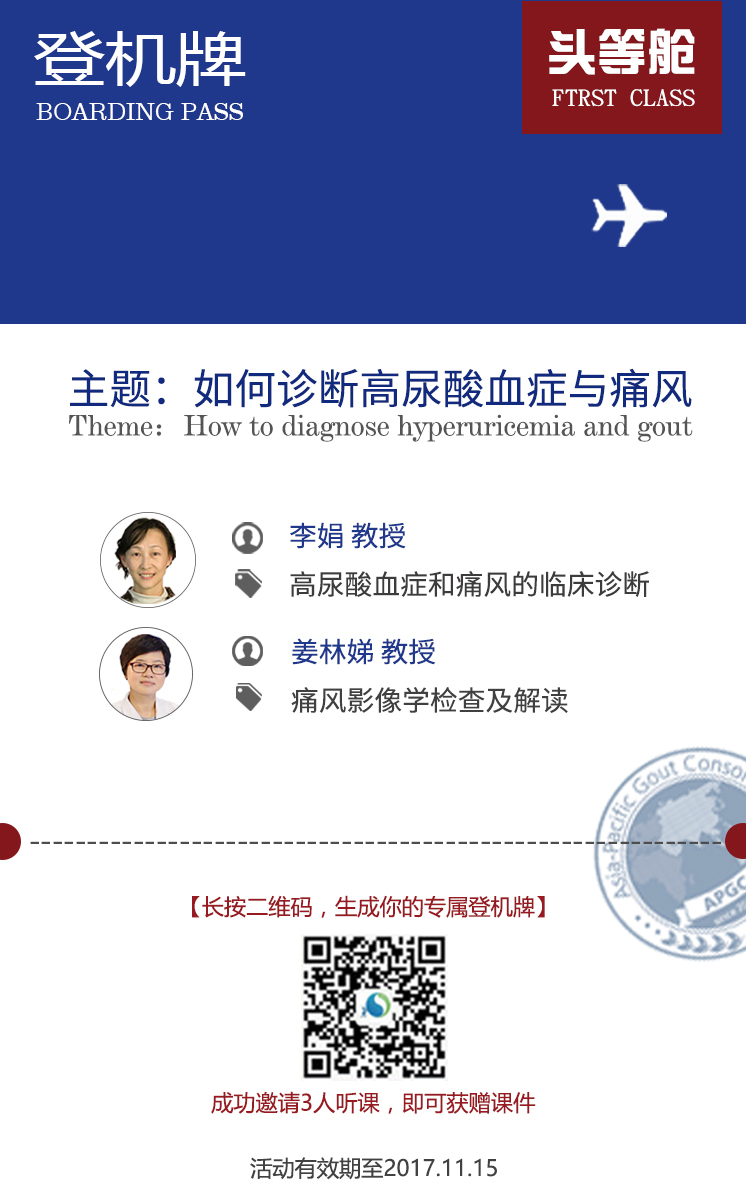 登机牌
BOARDING PASS
头等舱
FTRST CLASS
主题：如何诊断高尿酸血症与痛风
Theme: How to diagnose hyperuricemia and gout
李娟 教授
高尿酸血症和痛风的临床诊断
姜林娣 教授
痛风影像学检查及解读
Asia-Pacific Gout Consor
APGC
【长按二维码，生成你的专属登机牌】
成功邀请3人听课，即可获赠课件
活动有效期至2017.11.15